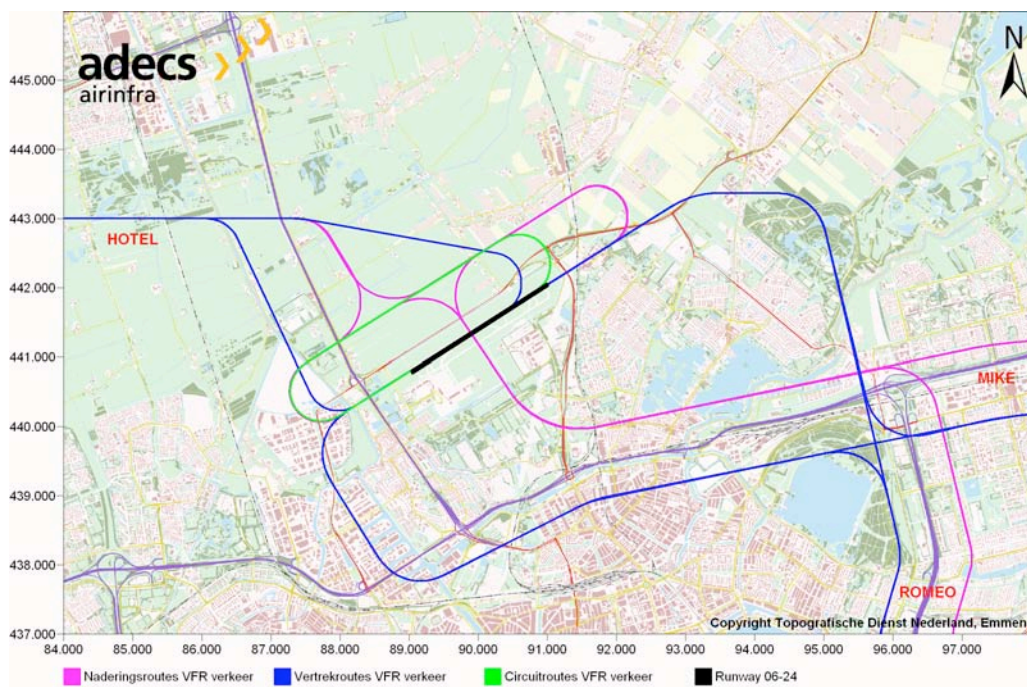 adecs
airinfra
N
445.000
444.000
443.000
HOTEL
442.000
441.000
MIKE
440.000
439.000
438.000
ROMEO
Copyright Topografische Dienst Nederland, Emmen
437.000
84.000 85.000 86.000 87.000 88.000 89.000 90.000 91.000 92.000 93.000 94.000 95.000 96.000 97.000
Naderingsroutes VFR verkeer Vertrekroutes VFR verkeer Circuitroutes VFR verkeer Runway 06-24